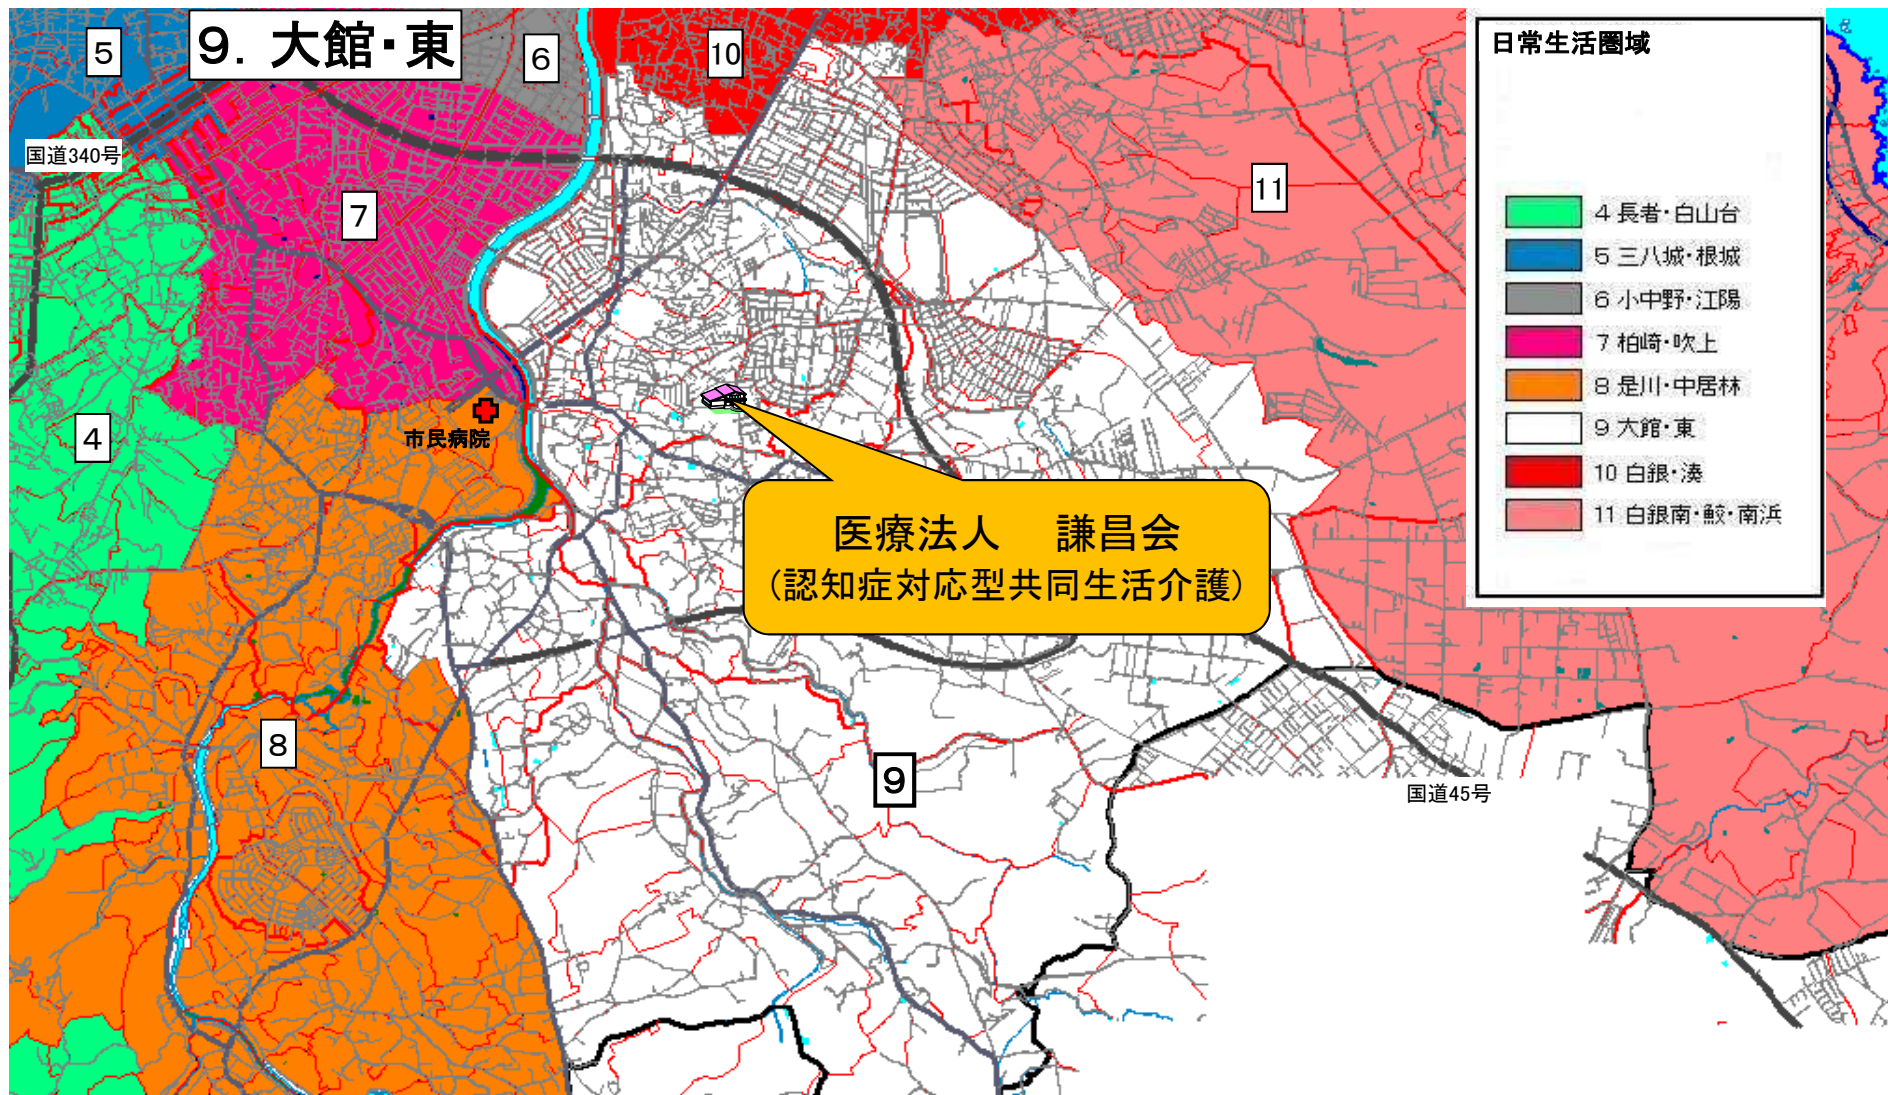 9．大館・東
5
6
10
国道340号
7
11
4
市民病院
医療法人　謙昌会
（認知症対応型共同生活介護）
8
9
国道45号
日常生活圏域
4 長者・白山台
5 三八城・根城
6 小中野・江陽
7 柏崎・吹上
8 是川・中居林
9 大館・東
10 白銀・湊
11 白銀南・鮫・南浜